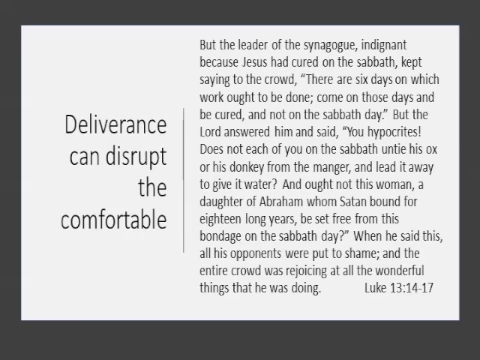 Deliverance
can disrupt
the
comfortable
But the leader of the synagogue, indignant
because Jesus had cured on the sabbath, kept
saying to the crowd, “There are six days on which
work ought to be done; come on those days and
be cured, and not on the sabbath day.” But the
Lord answered him and said, “You hypocrites!
Does not each of you on the sabbath untie his ox
or his donkey from the manger, and lead it away
to give it water? And ought not this woman, a
daughter of Abraham whom Satan bound for
eighteen long years, be set free from this
bondage on the sabbath day?” When he said this,
all his opponents were put to shame; and the
entire crowd was rejoicing at all the wonderful
things that he was doing. Luke 13:14-17